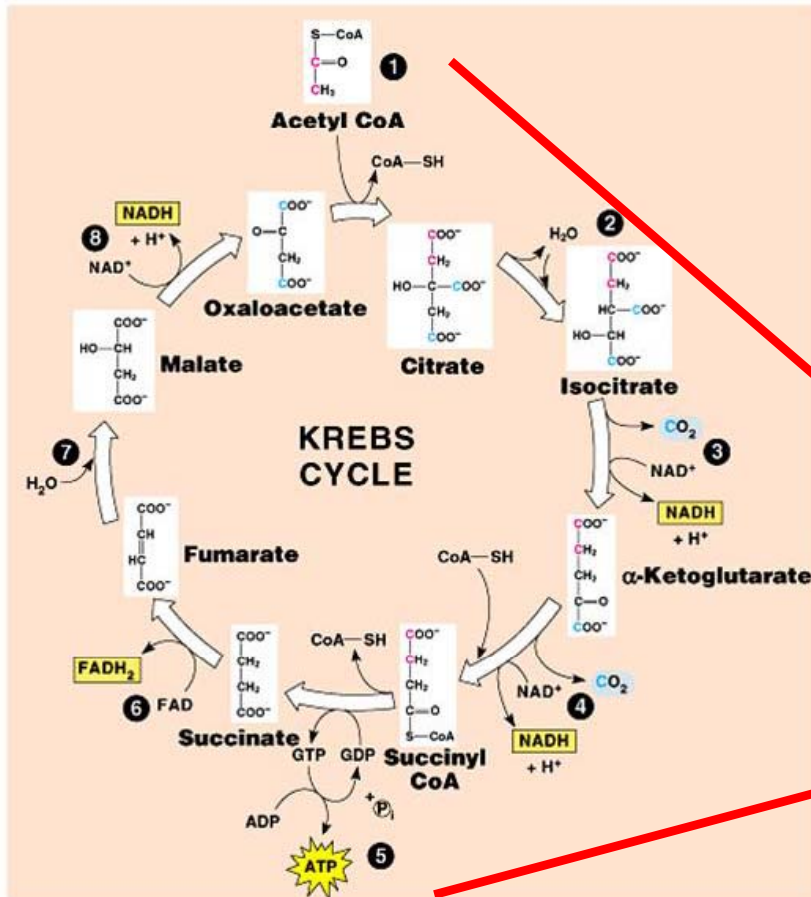 S—CoA
C=O
CH₃
1
Acetyl CoA
CoA—SH
NADH
+ H⁺
8
NAD⁺
COO⁻
O—C
CH₂
COO⁻
Oxaloacetate
COO⁻
CH₂
HO—C—COO⁻
CH₂
COO⁻
Citrate
2
H₂O
COO⁻
CH₂
HC—COO⁻
HO—CH
COO⁻
Isocitrate
COO⁻
HO—CH
CH₂
COO⁻
Malate
KREBS
CYCLE
CO₂
3
NAD⁺
NADH
+ H⁺
7
H₂O
COO⁻
CH
HC
COO⁻
Fumarate
CoA—SH
COO⁻
CH₂
CH₂
C—O
COO⁻
α-Ketoglutarate
FADH₂
6
FAD
COO⁻
CH₂
CH₂
COO⁻
Succinate
CoA—SH
COO⁻
CH₂
CH₂
C=O
S—CoA
Succinyl
CoA
NAD⁺
4
CO₂
NADH
+ H⁺
GTP
GDP
+ Pi
ADP
ATP
5